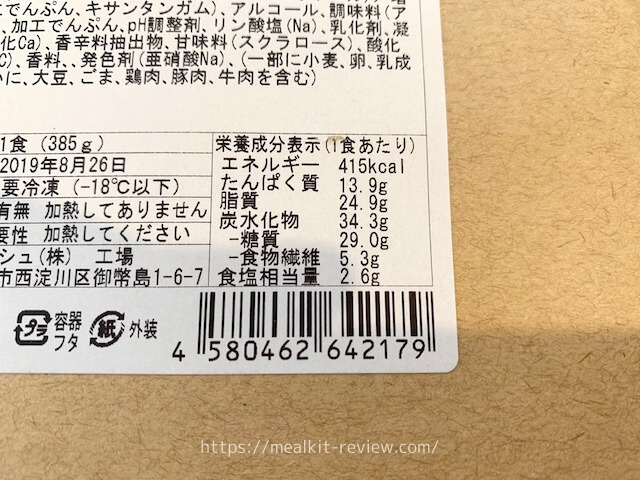 工でんぷん、キサンタンガム)、アルコール、調味料(ア
、加工でんぷん、pH調整剤、リン酸塩(Na)、乳化剤、凝
化Ca)、香辛料抽出物、甘味料(スクラロース)、酸化
C)、香料、発色剤(亜硝酸Na)、(一部に小麦、卵、乳成
いに、大豆、ごま、鶏肉、豚肉、牛肉を含む)
1食(385g)
2019年8月26日
要冷凍(-18℃以下)
有無 加熱してありません
要性 加熱してください
シュ(株) 工場
市西淀川区御幣島1-6-7
栄養成分表示(1食あたり)
エネルギー 415kcal
たんぱく質 13.9g
脂質 24.9g
炭水化物 34.3g
-糖質 29.0g
-食物繊維 5.3g
食塩相当量 2.6g
プラ 容器
フタ
紙 外装
4 580462 642179
https://mealkit-review.com/